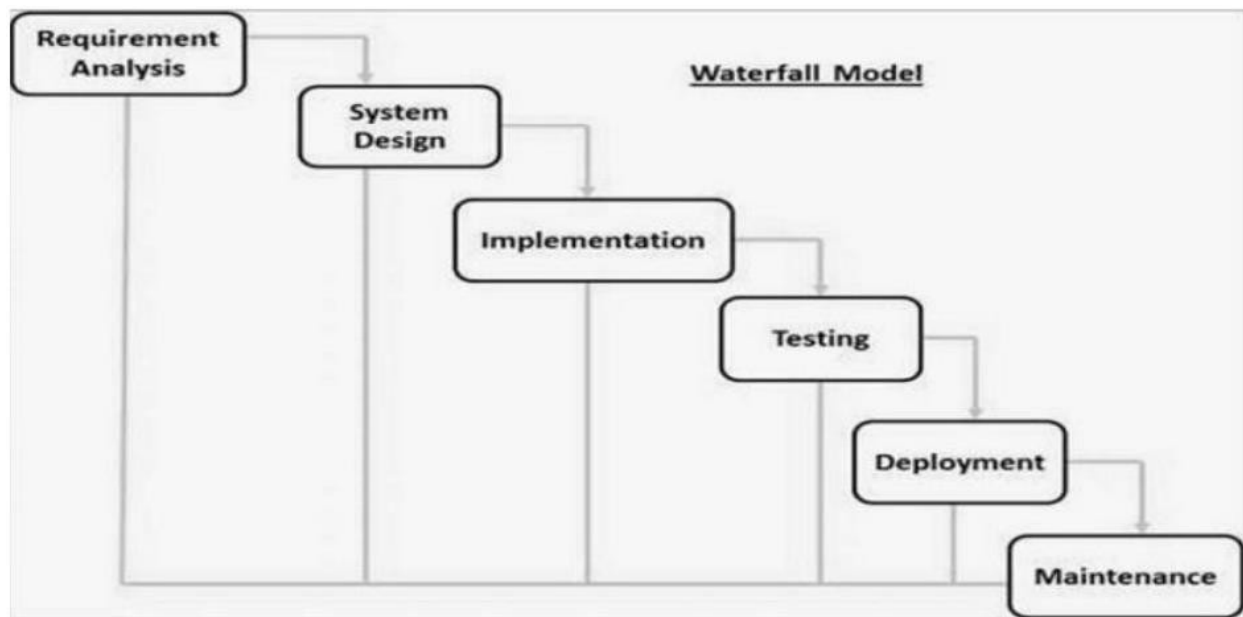 Requirement
Analysis
Waterfall Model
System
Design
Implementation
Testing
Deployment
Maintenance